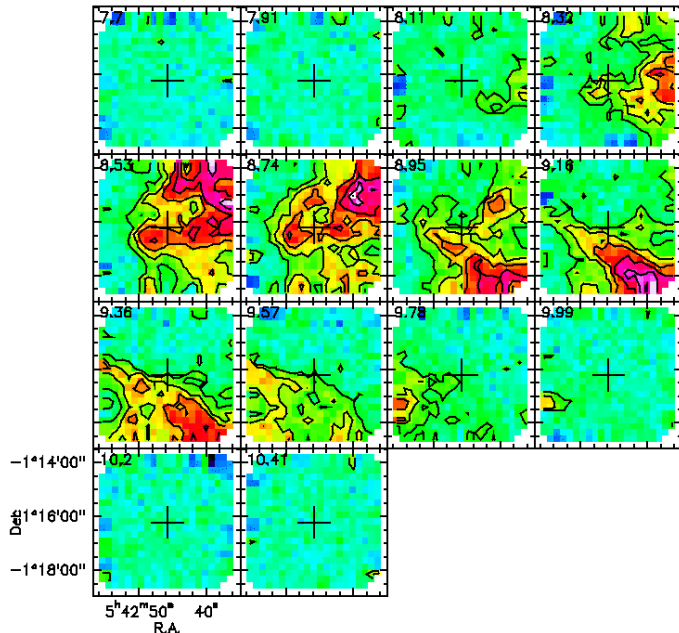 7.7 7.91 8.11 8.32
8.53 8.74 8.95 9.16
9.36 9.57 9.78 9.99
10.2 10.41
-1°14'00"
-1°16'00"
-1°18'00"
Dec
5ʰ42ᵐ50ˢ 40ˢ
R.A.